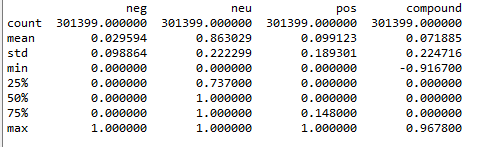 neg neu pos compound
count 301399.000000 301399.000000 301399.000000 301399.000000
mean 0.029594 0.863029 0.099123 0.071885
std 0.098864 0.222299 0.189301 0.224716
min 0.000000 0.000000 0.000000 -0.916700
25% 0.000000 0.737000 0.000000 0.000000
50% 0.000000 1.000000 0.000000 0.000000
75% 0.000000 1.000000 0.148000 0.000000
max 1.000000 1.000000 1.000000 0.967800